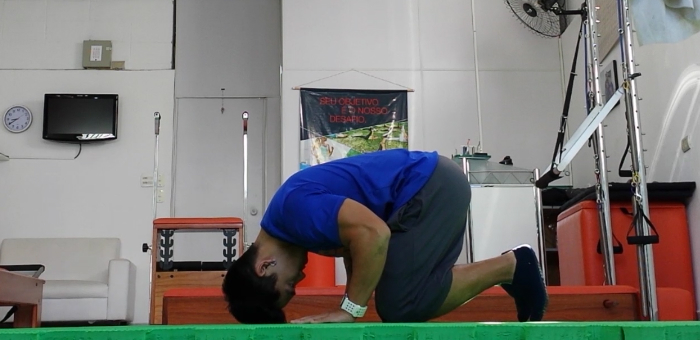 SEU OBJETIVO
É O NOSSO
DESAFIO.